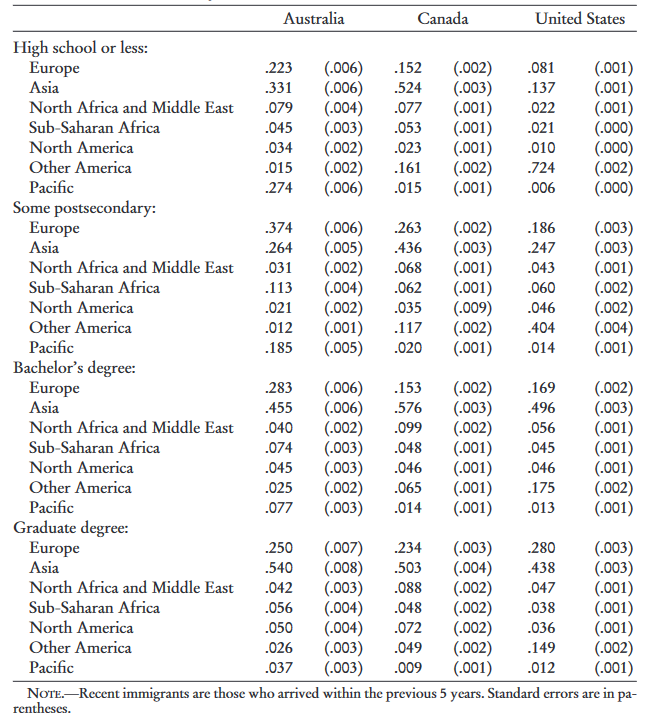 Australia Canada United States
High school or less:
Europe .223 (.006) .152 (.002) .081 (.001)
Asia .331 (.006) .524 (.003) .137 (.001)
North Africa and Middle East .079 (.004) .077 (.001) .022 (.001)
Sub-Saharan Africa .045 (.003) .053 (.001) .021 (.000)
North America .034 (.002) .023 (.001) .010 (.000)
Other America .015 (.002) .161 (.002) .724 (.002)
Pacific .274 (.006) .015 (.001) .006 (.000)
Some postsecondary:
Europe .374 (.006) .263 (.002) .186 (.003)
Asia .264 (.005) .436 (.003) .247 (.003)
North Africa and Middle East .031 (.002) .068 (.001) .043 (.001)
Sub-Saharan Africa .113 (.004) .062 (.001) .060 (.002)
North America .021 (.002) .035 (.009) .046 (.002)
Other America .012 (.001) .117 (.002) .404 (.004)
Pacific .185 (.005) .020 (.001) .014 (.001)
Bachelor's degree:
Europe .283 (.006) .153 (.002) .169 (.002)
Asia .455 (.006) .576 (.003) .496 (.003)
North Africa and Middle East .040 (.002) .099 (.002) .056 (.001)
Sub-Saharan Africa .074 (.003) .048 (.001) .045 (.001)
North America .045 (.003) .046 (.001) .046 (.001)
Other America .025 (.002) .065 (.001) .175 (.002)
Pacific .077 (.003) .014 (.001) .013 (.001)
Graduate degree:
Europe .250 (.007) .234 (.003) .280 (.003)
Asia .540 (.008) .503 (.004) .438 (.003)
North Africa and Middle East .042 (.003) .088 (.002) .047 (.001)
Sub-Saharan Africa .056 (.004) .048 (.002) .038 (.001)
North America .050 (.004) .072 (.002) .036 (.001)
Other America .026 (.003) .049 (.002) .149 (.002)
Pacific .037 (.003) .009 (.001) .012 (.001)
NOTE.—Recent immigrants are those who arrived within the previous 5 years. Standard errors are in pa-
rentheses.